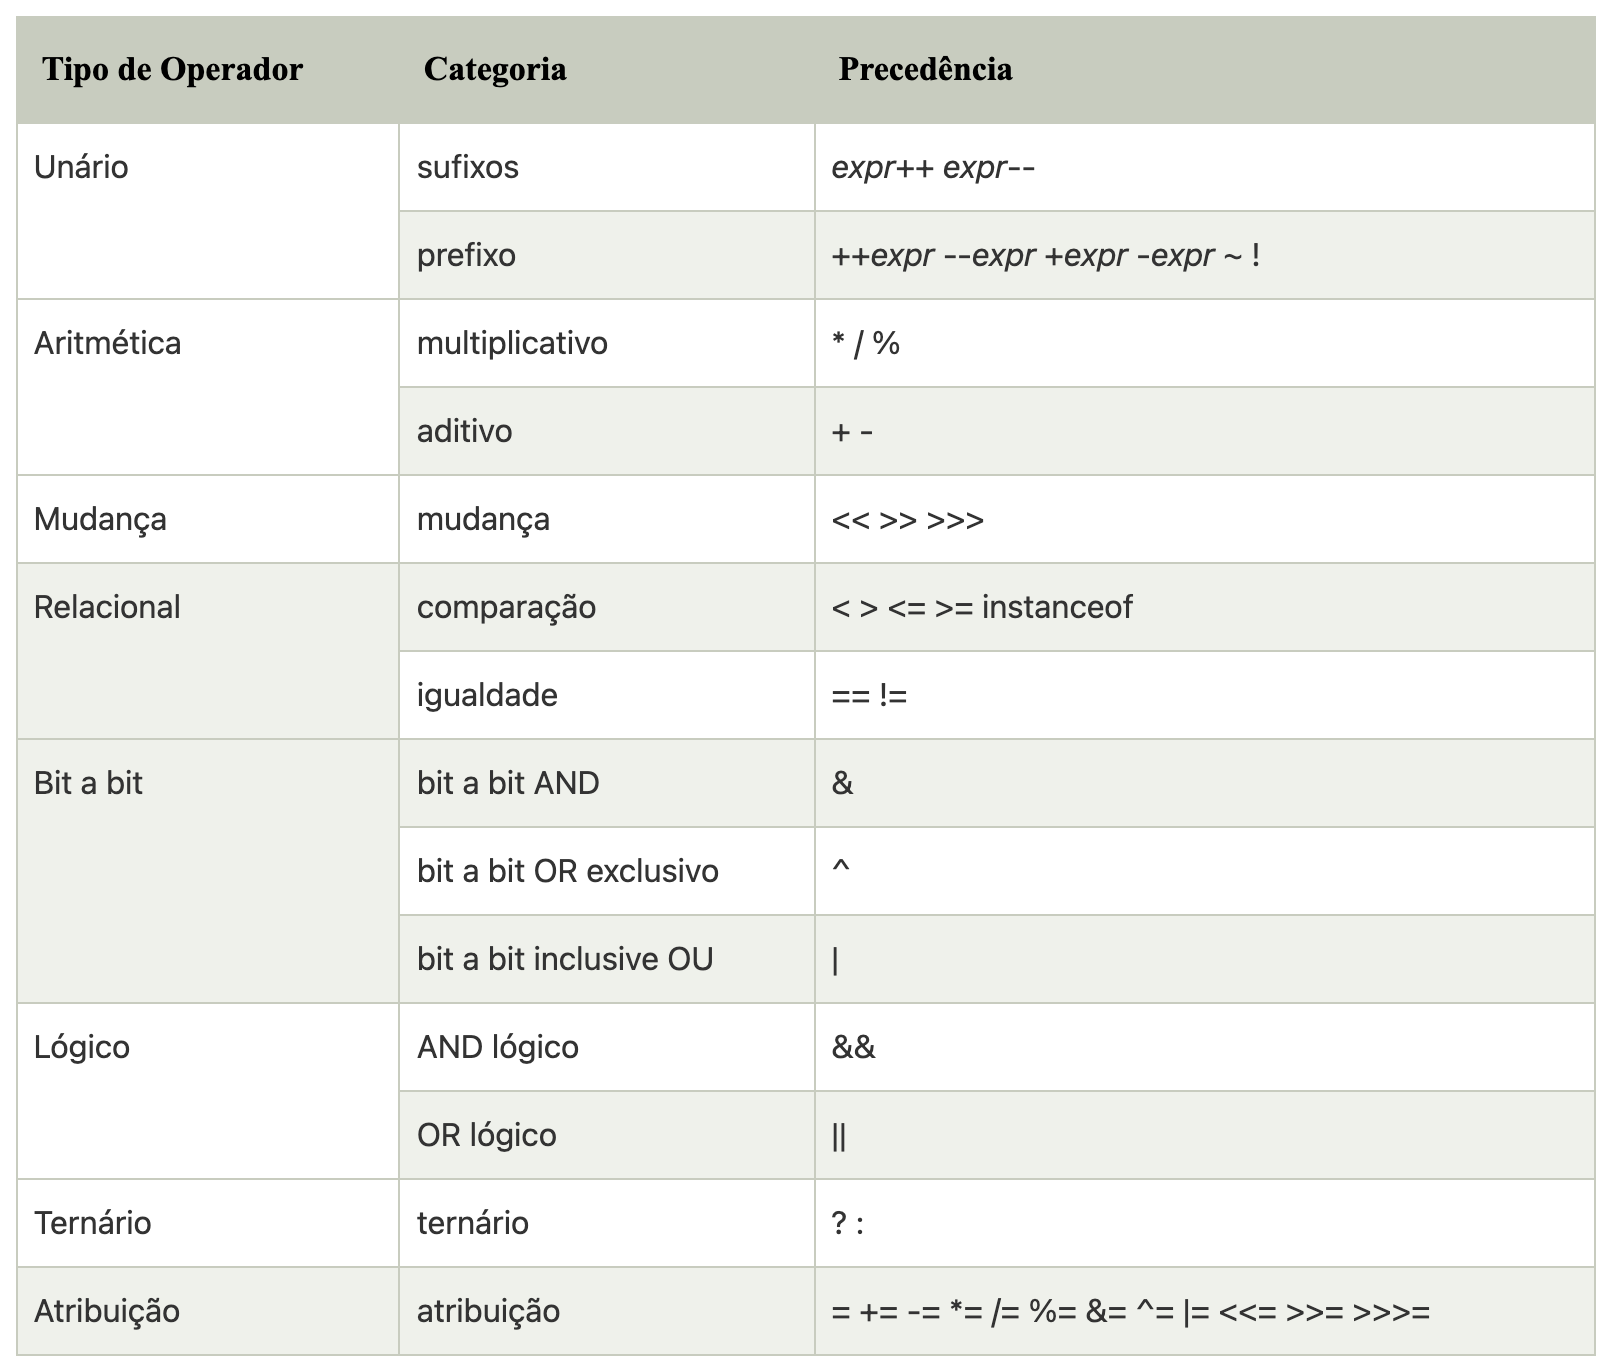 Tipo de Operador Categoria Precedência
Unário sufixos expr++ expr--
prefixo ++expr --expr +expr -expr ~ !
Aritmética multiplicativo * / %
aditivo + -
Mudança mudança << >> >>>
Relacional comparação < > <= >= instanceof
igualdade == !=
Bit a bit bit a bit AND &
bit a bit OR exclusivo ^
bit a bit inclusive OU |
Lógico AND lógico &&
OR lógico ||
Ternário ternário ? :
Atribuição atribuição = += -= *= /= %= &= ^= |= <<= >>= >>>=